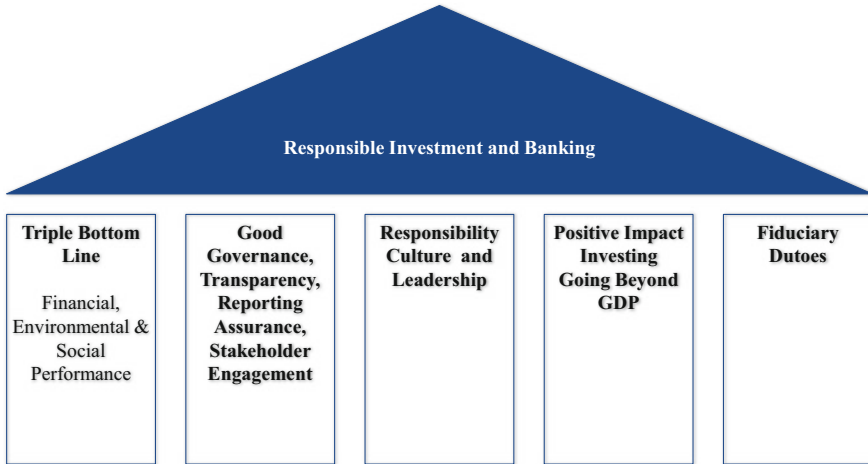 Responsible Investment and Banking
Triple Bottom
Line
Financial,
Environmental &
Social
Performance
Good
Governance,
Transparency,
Reporting
Assurance,
Stakeholder
Engagement
Responsibility
Culture and
Leadership
Positive Impact
Investing
Going Beyond
GDP
Fiduciary
Dutoes